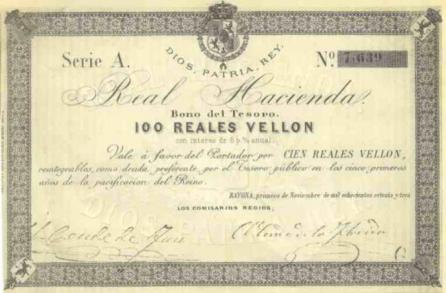 DIOS, PATRIA, REY.
Serie A. Nº 7,639
Real Hacienda.
Bono del Tesoro.
100 REALES VELLON
con interes de 6 p % anual.
Vale á favor del Portador por CIEN REALES VELLON,
reintegrables, como deuda preferente por el Tesoro público en los cinco primeros
años de la pacificacion del Reino.
BAYONA, primero de Noviembre de mil ochocientos setenta y tres
LOS COMISARIOS REGIOS,